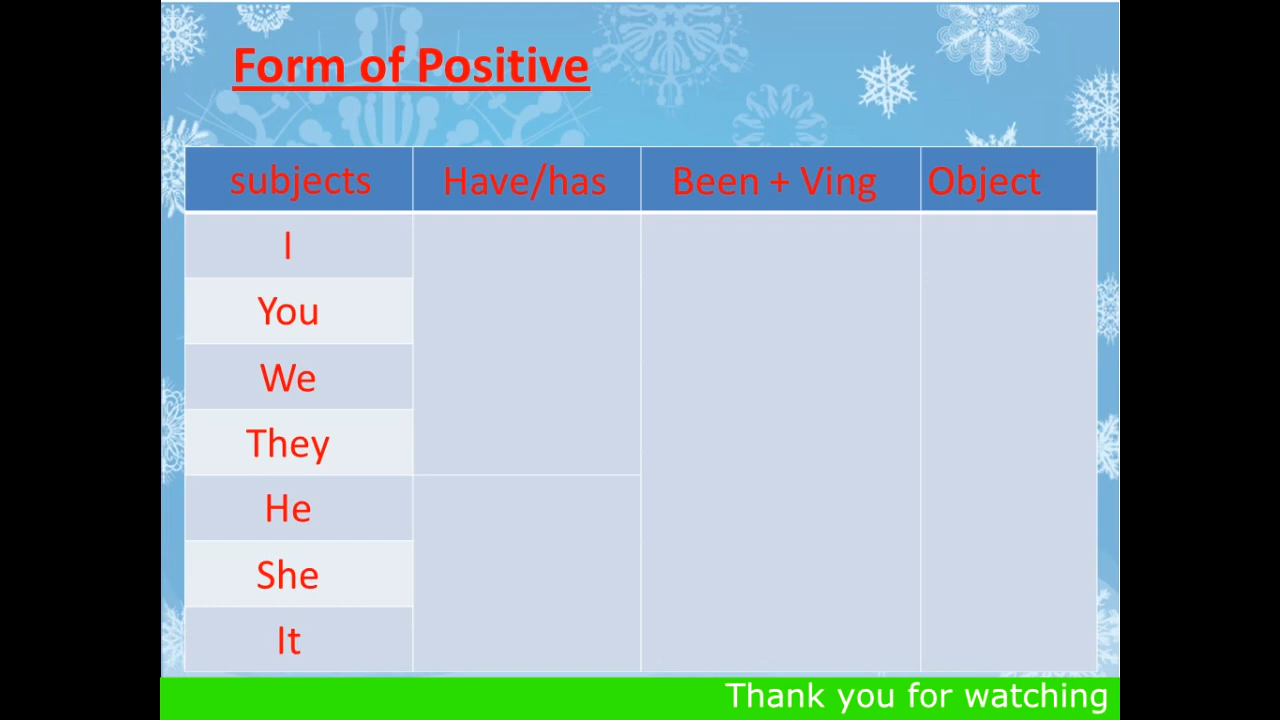 Form of Positive
subjects Have/has Been + Ving Object
I
You
We
They
He
She
It
Thank you for watching